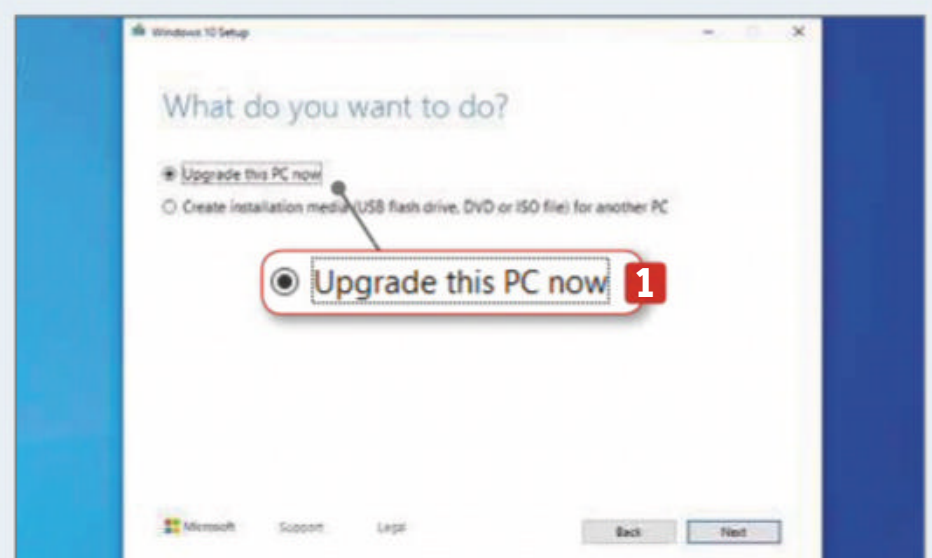 Windows 10 Setup
What do you want to do?
Upgrade this PC now
Create installation media (USB flash drive, DVD or ISO file) for another PC
Upgrade this PC now 1
Microsoft Support Legal Back Next